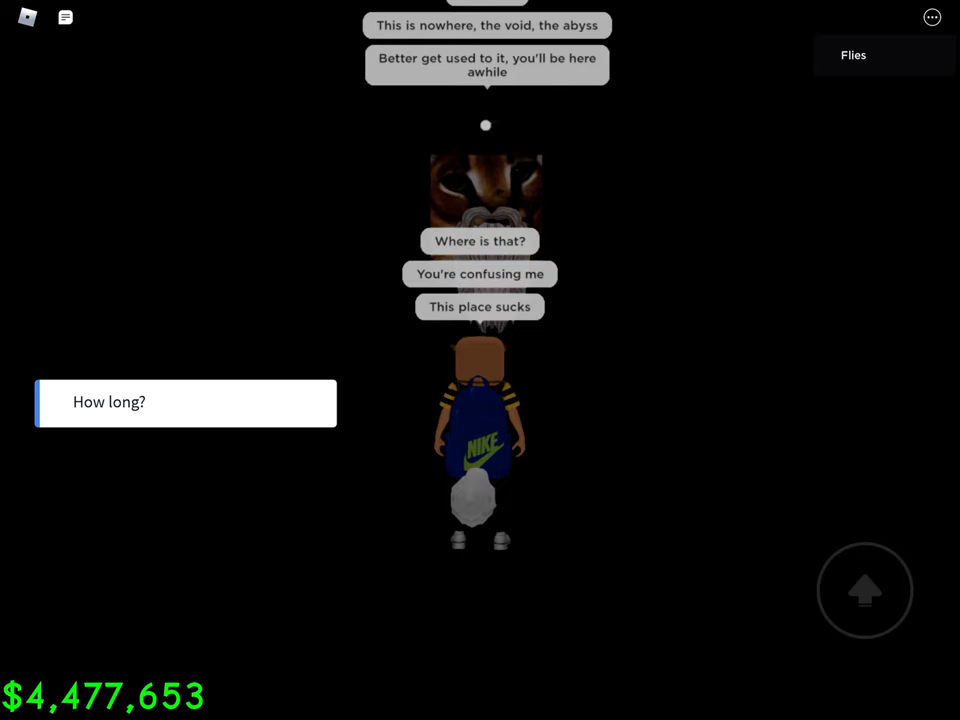 This is nowhere, the void, the abyss
Flies
Better get used to it, you'll be here
awhile
Where is that?
You're confusing me
This place sucks
How long?
NIKE
$4,477,653